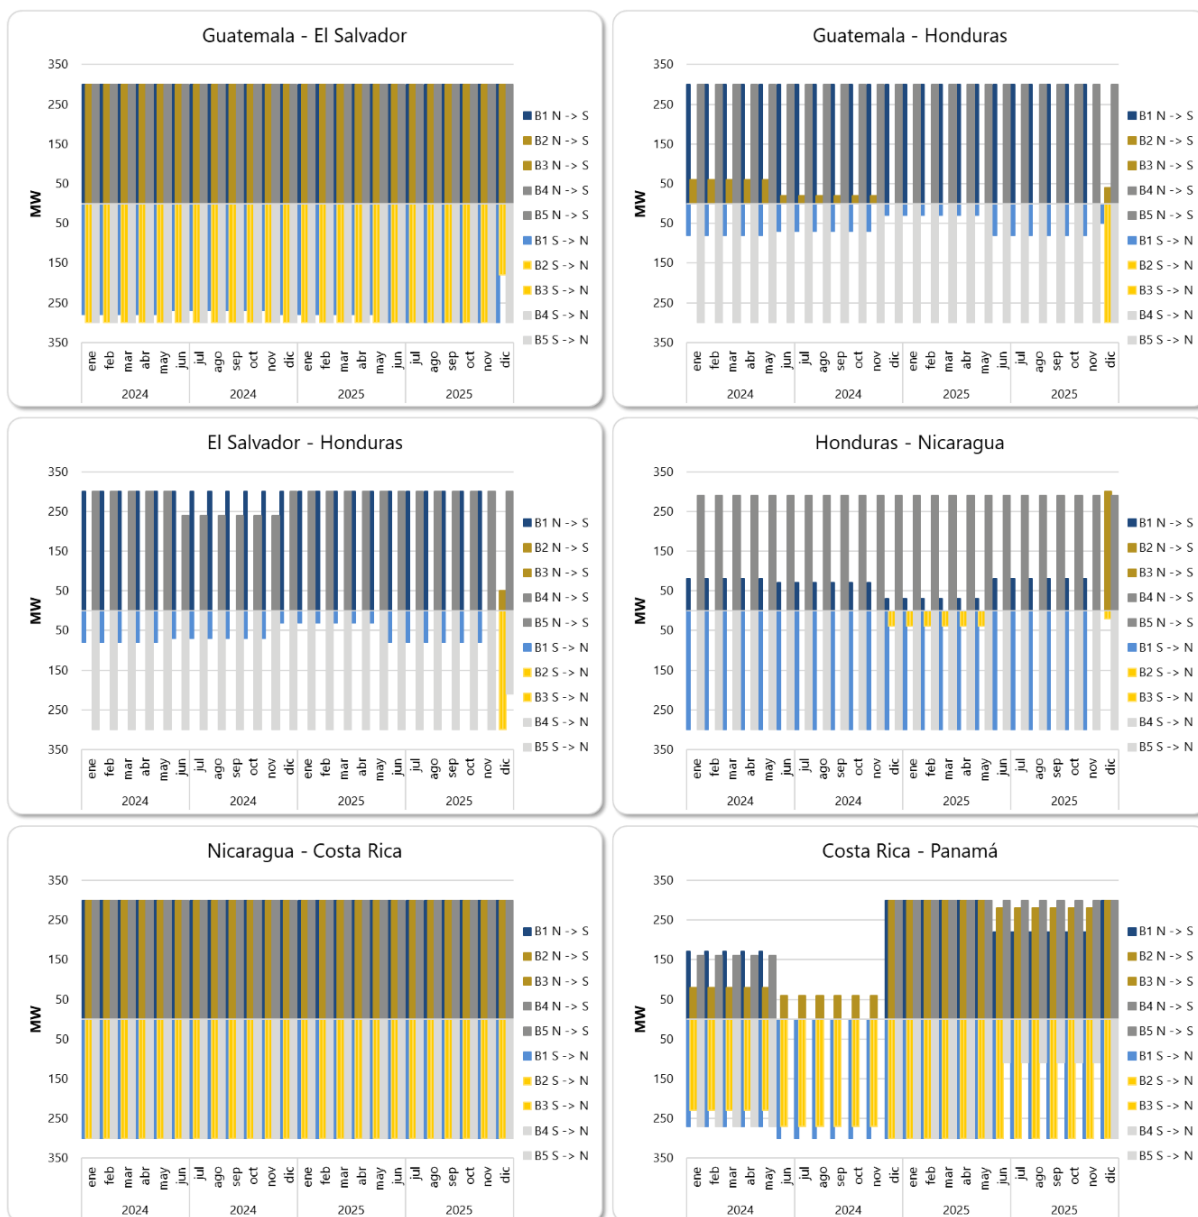 Guatemala - El Salvador
350
250
150
50
50
150
250
350
MW
ene feb mar abr may jun jul ago sep oct nov dic ene feb mar abr may jun jul ago sep oct nov dic
2024 2024 2025 2025
B1 N -> S
B2 N -> S
B3 N -> S
B4 N -> S
B5 N -> S
B1 S -> N
B2 S -> N
B3 S -> N
B4 S -> N
B5 S -> N
Guatemala - Honduras
350
250
150
50
50
150
250
350
MW
ene feb mar abr may jun jul ago sep oct nov dic ene feb mar abr may jun jul ago sep oct nov dic
2024 2024 2025 2025
B1 N -> S
B2 N -> S
B3 N -> S
B4 N -> S
B5 N -> S
B1 S -> N
B2 S -> N
B3 S -> N
B4 S -> N
B5 S -> N
El Salvador - Honduras
350
250
150
50
50
150
250
350
MW
ene feb mar abr may jun jul ago sep oct nov dic ene feb mar abr may jun jul ago sep oct nov dic
2024 2024 2025 2025
B1 N -> S
B2 N -> S
B3 N -> S
B4 N -> S
B5 N -> S
B1 S -> N
B2 S -> N
B3 S -> N
B4 S -> N
B5 S -> N
Honduras - Nicaragua
350
250
150
50
50
150
250
350
MW
ene feb mar abr may jun jul ago sep oct nov dic ene feb mar abr may jun jul ago sep oct nov dic
2024 2024 2025 2025
B1 N -> S
B2 N -> S
B3 N -> S
B4 N -> S
B5 N -> S
B1 S -> N
B2 S -> N
B3 S -> N
B4 S -> N
B5 S -> N
Nicaragua - Costa Rica
350
250
150
50
50
150
250
350
MW
ene feb mar abr may jun jul ago sep oct nov dic ene feb mar abr may jun jul ago sep oct nov dic
2024 2024 2025 2025
B1 N -> S
B2 N -> S
B3 N -> S
B4 N -> S
B5 N -> S
B1 S -> N
B2 S -> N
B3 S -> N
B4 S -> N
B5 S -> N
Costa Rica - Panamá
350
250
150
50
50
150
250
350
MW
ene feb mar abr may jun jul ago sep oct nov dic ene feb mar abr may jun jul ago sep oct nov dic
2024 2024 2025 2025
B1 N -> S
B2 N -> S
B3 N -> S
B4 N -> S
B5 N -> S
B1 S -> N
B2 S -> N
B3 S -> N
B4 S -> N
B5 S -> N